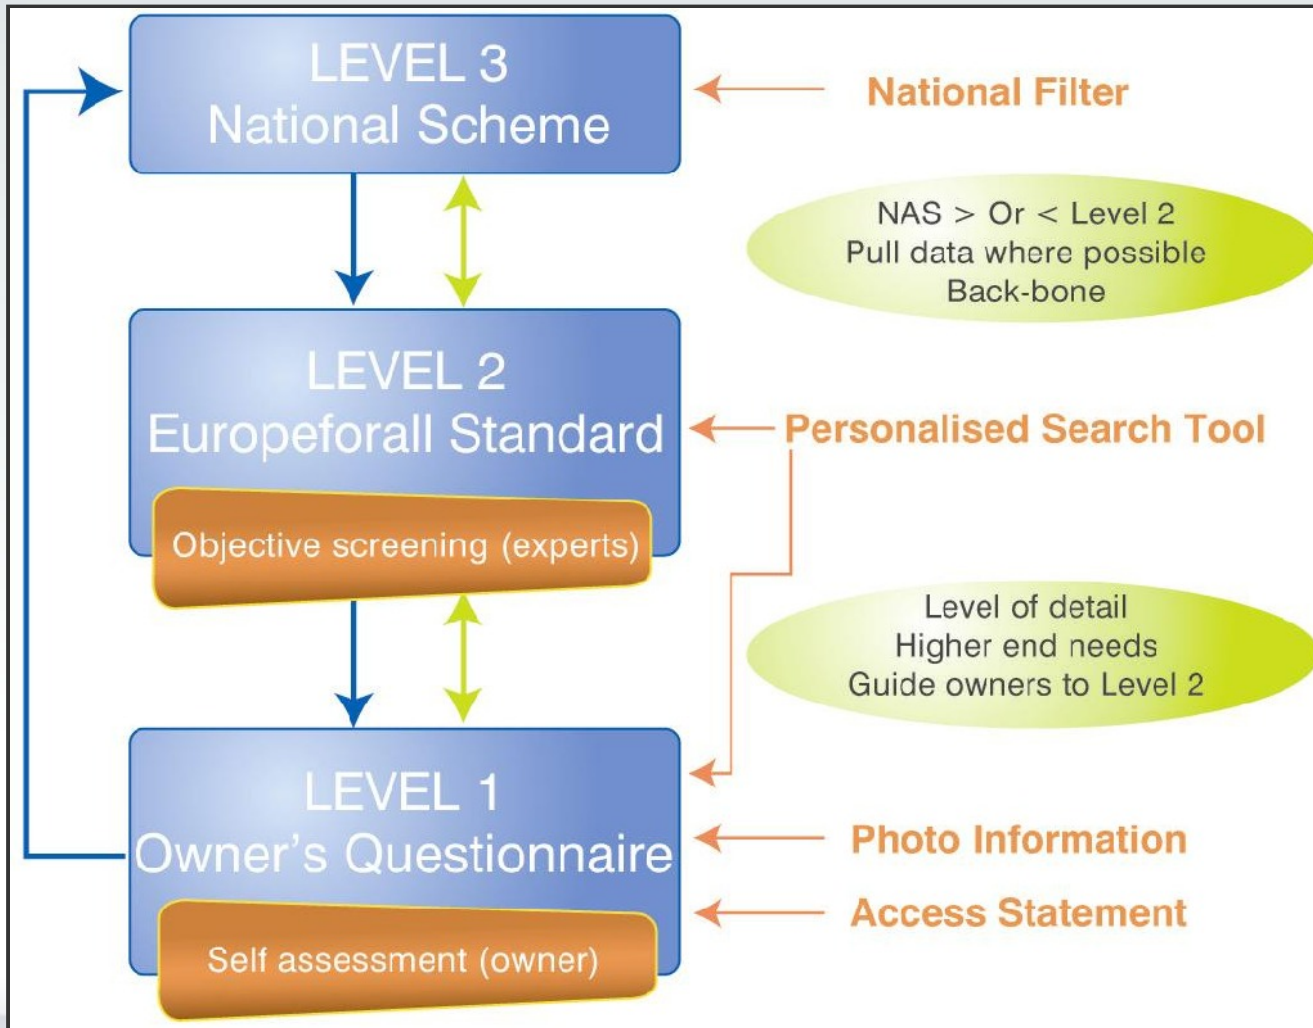 LEVEL 3
National Scheme
National Filter
NAS > Or < Level 2
Pull data where possible
Back-bone
LEVEL 2
Europeforall Standard
Personalised Search Tool
Objective screening (experts)
Level of detail
Higher end needs
Guide owners to Level 2
LEVEL 1
Owner's Questionnaire
Photo Information
Access Statement
Self assessment (owner)